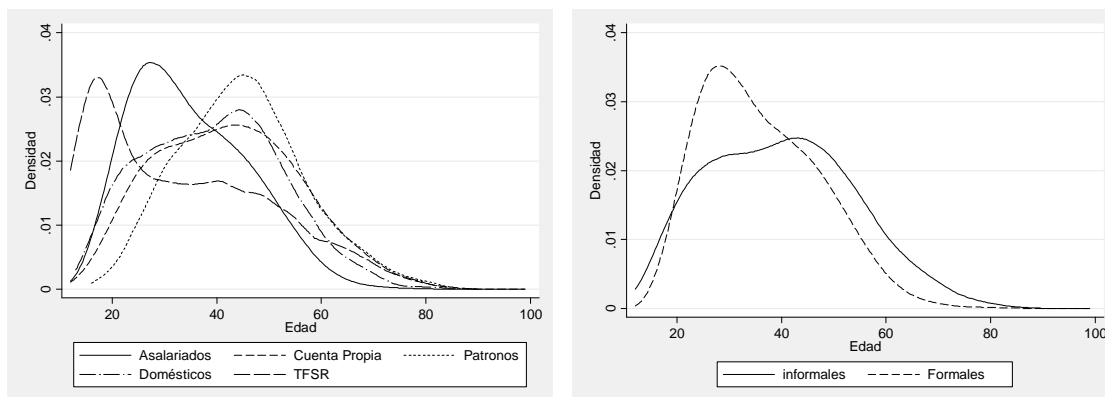 .04
.03
.02
.01
0
Densidad
20 40 60 80 100
Edad
Asalariados Cuenta Propia Patronos
Domésticos TFSR
.04
.03
.02
.01
0
Densidad
20 40 60 80 100
Edad
informales Formales